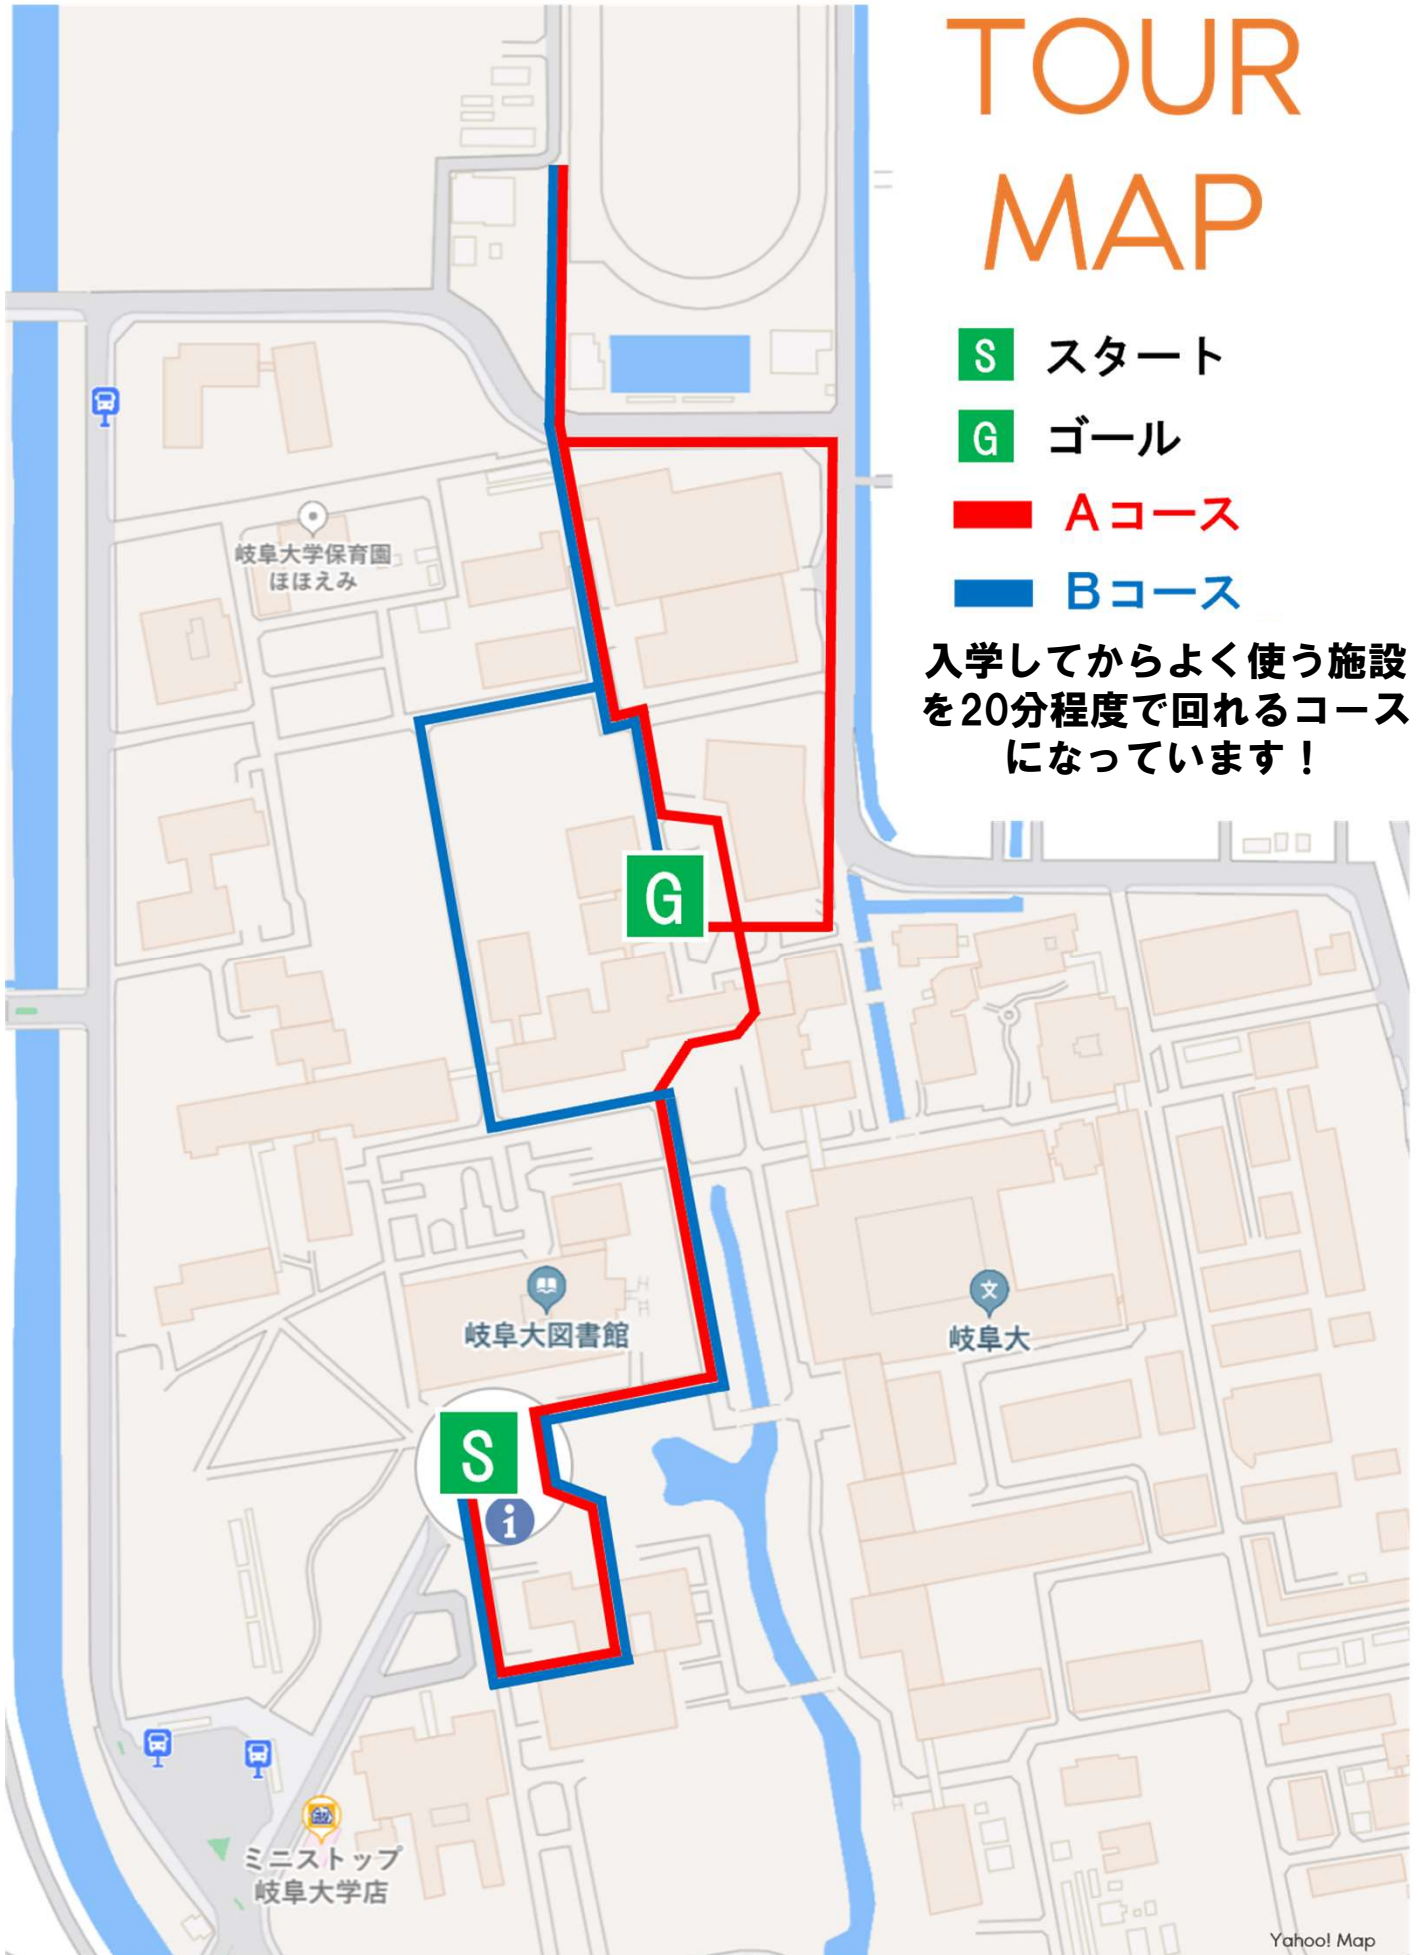 TOUR
MAP
S スタート
G ゴール
Aコース
Bコース
入学してからよく使う施設
を20分程度で回れるコース
になっています！
岐阜大学保育園
ほほえみ
G
岐阜大図書館
文
岐阜大
S
i
ミニストップ
岐阜大学店
Yahoo! Map